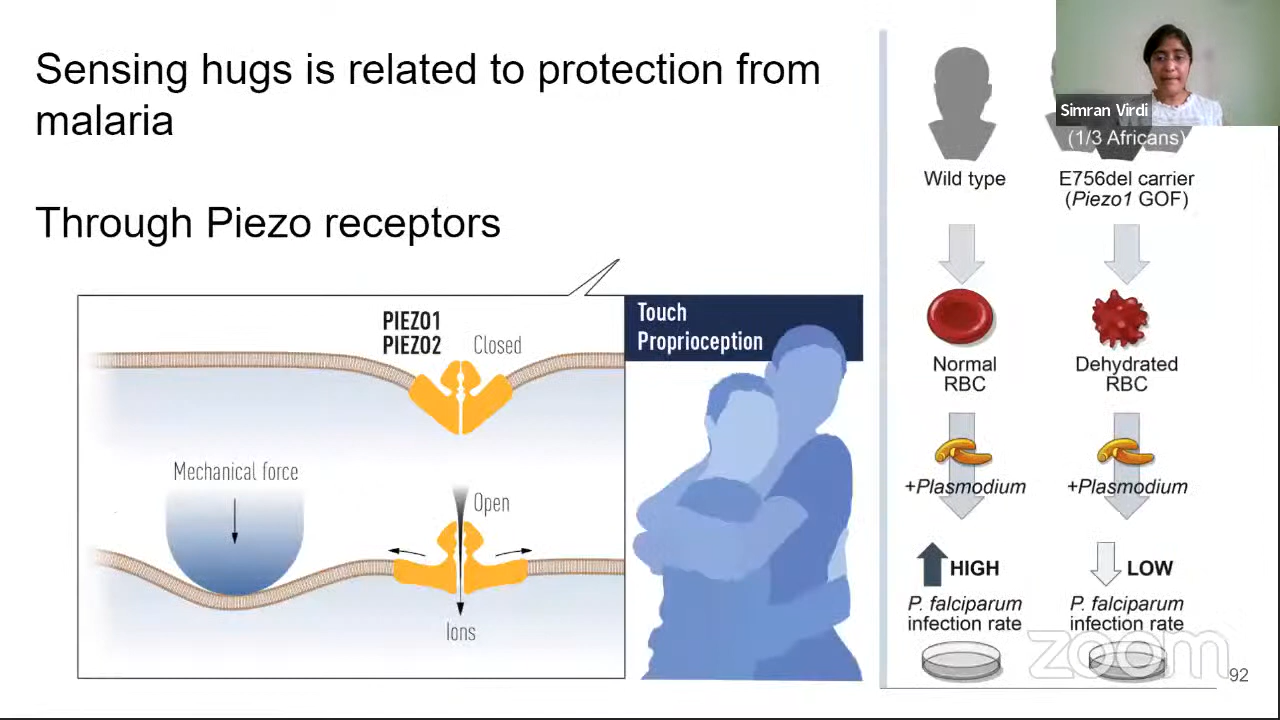 Sensing hugs is related to protection from
malaria
Through Piezo receptors
PIEZO1
PIEZO2
Closed
Mechanical force
Open
Ions
Touch
Proprioception
Simran Virdi
(1/3 Africans)
Wild type
E756del carrier
(Piezo1 GOF)
Normal
RBC
Dehydrated
RBC
+Plasmodium
+Plasmodium
HIGH
LOW
P. falciparum
infection rate
P. falciparum
infection rate
zoom
92